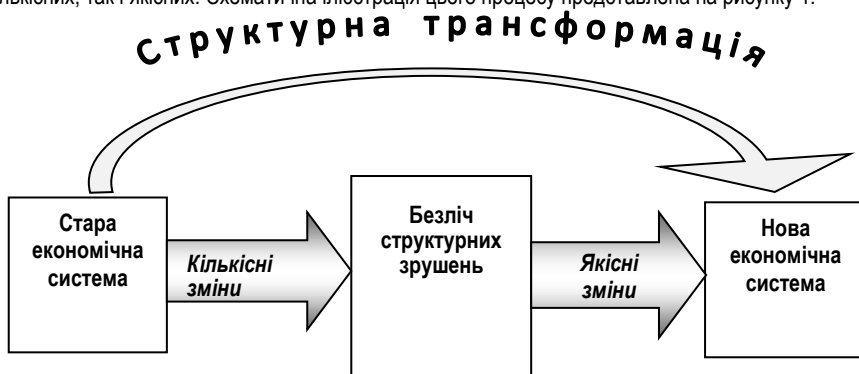 кількісних, так і якісних. Схематична ілюстрація цього процесу представлена на рисунку 1.
Структурна трансформація
Стара
економічна
система
Кількісні
зміни
Безліч
структурних
зрушень
Якісні
зміни
Нова
економічна
система